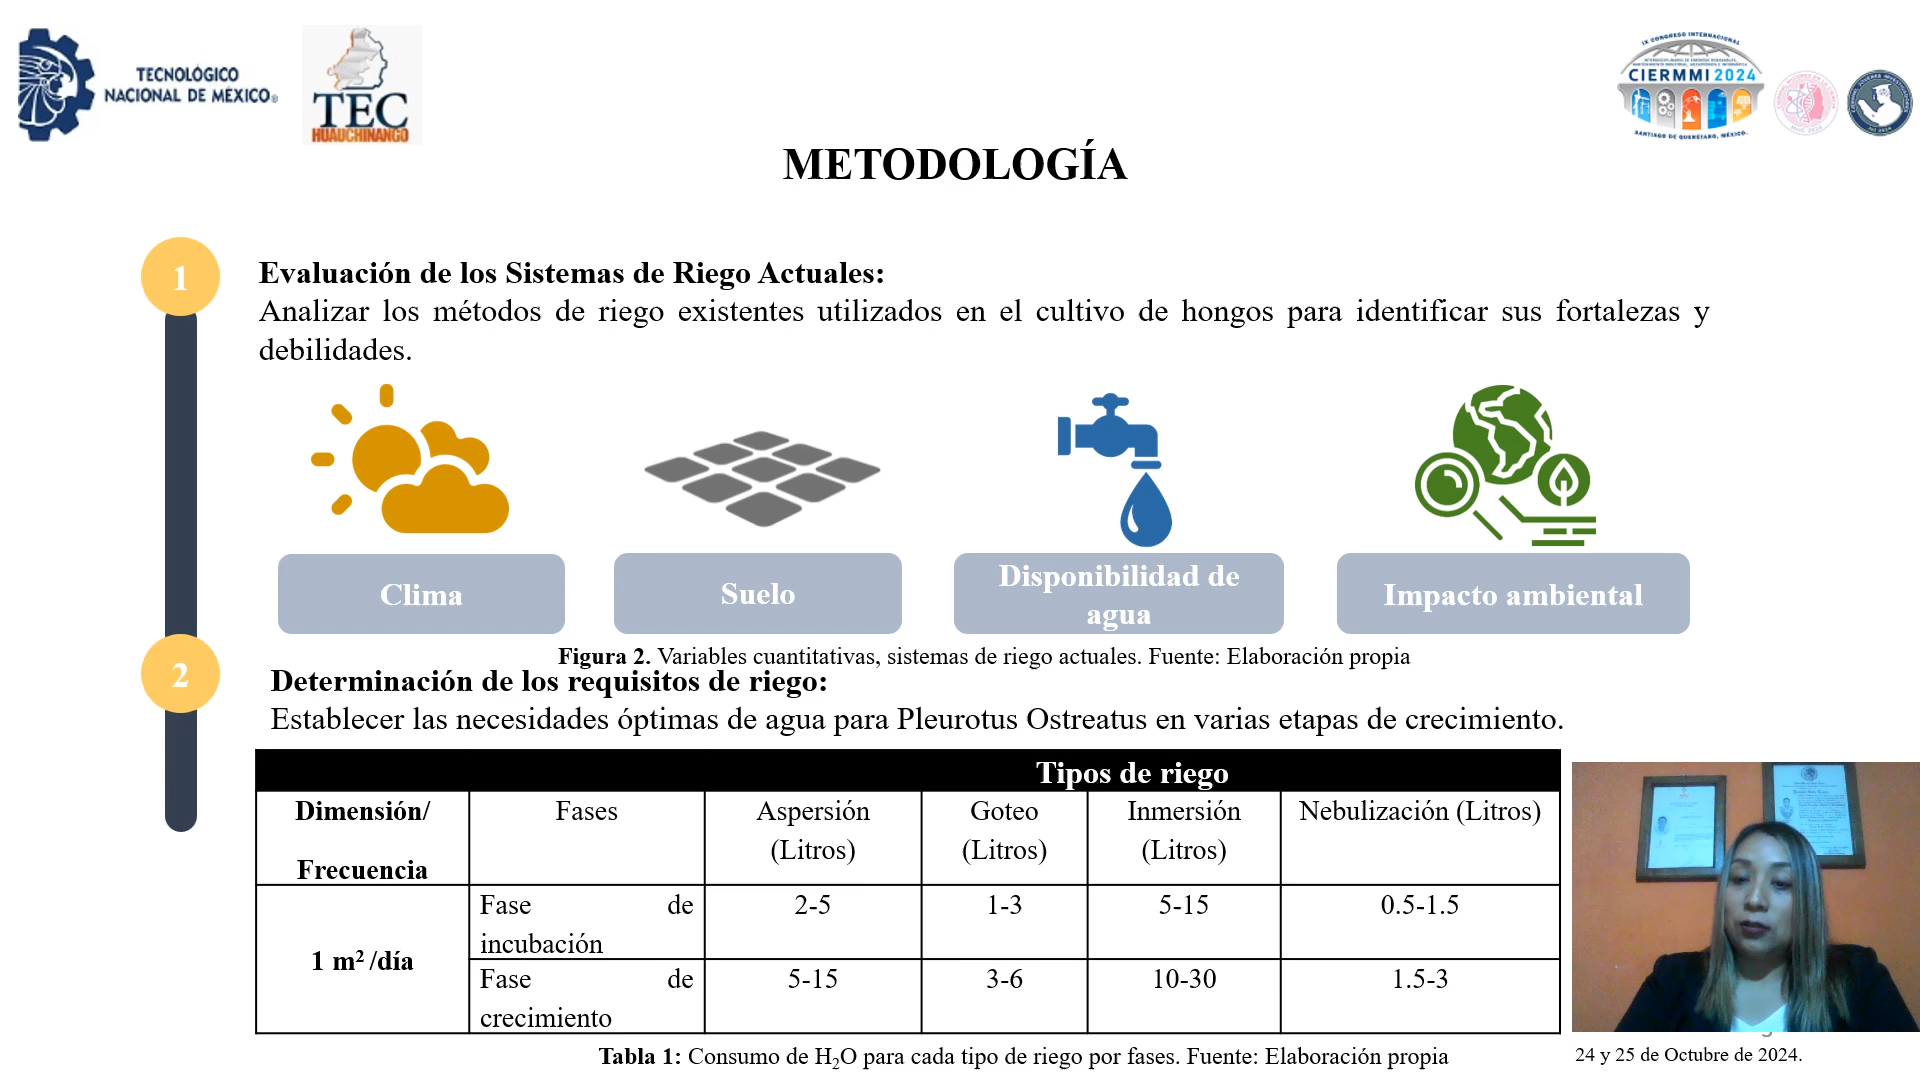 TECNOLÓGICO
NACIONAL DE MÉXICO®
TEC
HUAUCHINANGO
IX CONGRESO INTERNACIONAL
CIERMMI 2024
SANTIAGO DE QUERÉTARO, MÉXICO.
METODOLOGÍA
1
Evaluación de los Sistemas de Riego Actuales:
Analizar los métodos de riego existentes utilizados en el cultivo de hongos para identificar sus fortalezas y
debilidades.
Clima
Suelo
Disponibilidad de
agua
Impacto ambiental
Figura 2. Variables cuantitativas, sistemas de riego actuales. Fuente: Elaboración propia
2
Determinación de los requisitos de riego:
Establecer las necesidades óptimas de agua para Pleurotus Ostreatus en varias etapas de crecimiento.
Tipos de riego
Dimensión/
Frecuencia
Fases
Aspersión
(Litros)
Goteo
(Litros)
Inmersión
(Litros)
Nebulización (Litros)
1 m² /día
Fase de
incubación
2-5
1-3
5-15
0.5-1.5
Fase de
crecimiento
5-15
3-6
10-30
1.5-3
Tabla 1: Consumo de H₂O para cada tipo de riego por fases. Fuente: Elaboración propia
24 y 25 de Octubre de 2024.